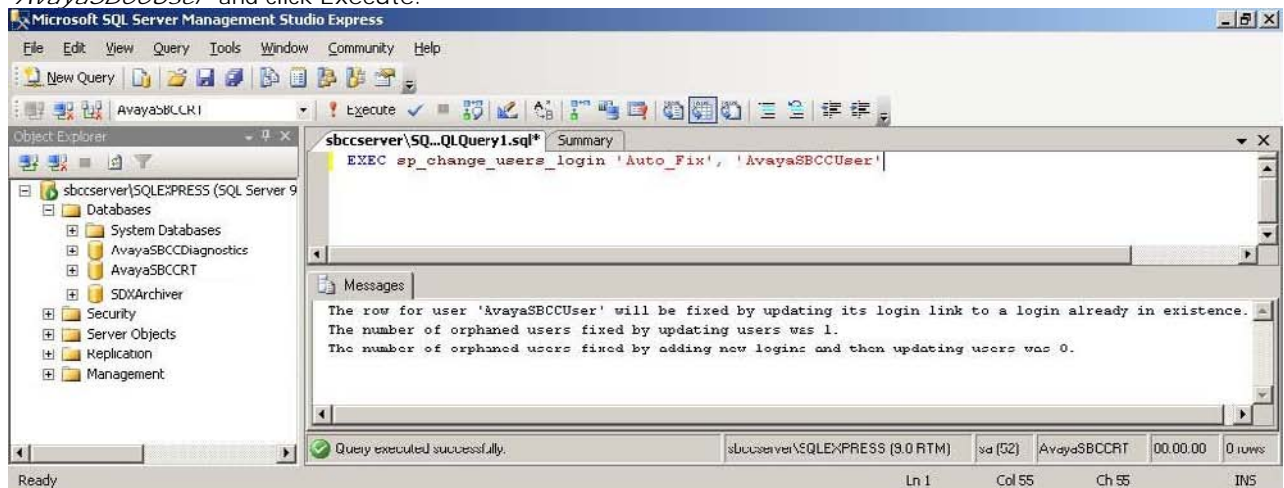 "AvayaSBCCUser" and click Execute.
Microsoft SQL Server Management Studio Express
File Edit View Query Tools Window Community Help
New Query
AvayaSBCCRT Execute
Object Explorer
sbccserver\SQLEXPRESS (SQL Server 9
Databases
System Databases
AvayaSBCCDiagnostics
AvayaSBCCRT
SDXArchiver
Security
Server Objects
Replication
Management
sbccserver\SQ...QLQuery1.sql* Summary
EXEC sp_change_users_login 'Auto_Fix', 'AvayaSBCCUser'
Messages
The row for user 'AvayaSBCCUser' will be fixed by updating its login link to a login already in existence.
The number of orphaned users fixed by updating users was 1.
The number of orphaned users fixed by adding new logins and then updating users was 0.
Query executed successfully. sbccserver\SQLEXPRESS (9.0 RTM) sa (52) AvayaSBCCRT 00:00:00 0 rows
Ready Ln 1 Col 55 Ch 55 INS